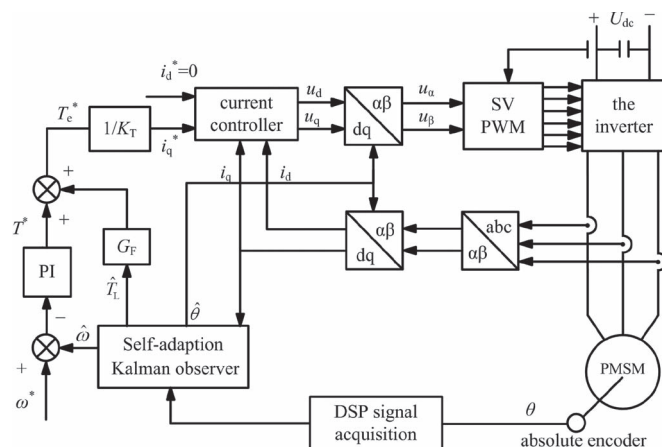 + U_dc −
i_d^*=0
T_e^*
1/K_T
i_q^*
current
controller
u_d
u_q
αβ
dq
u_α
u_β
SV
PWM
the
inverter
+
+
T^*
G_F
i_q
i_d
αβ
dq
abc
αβ
PI
T̂_L
θ̂
−
ω̂
+
ω^*
Self-adaption
Kalman observer
PMSM
DSP signal
acquisition
θ
absolute encoder